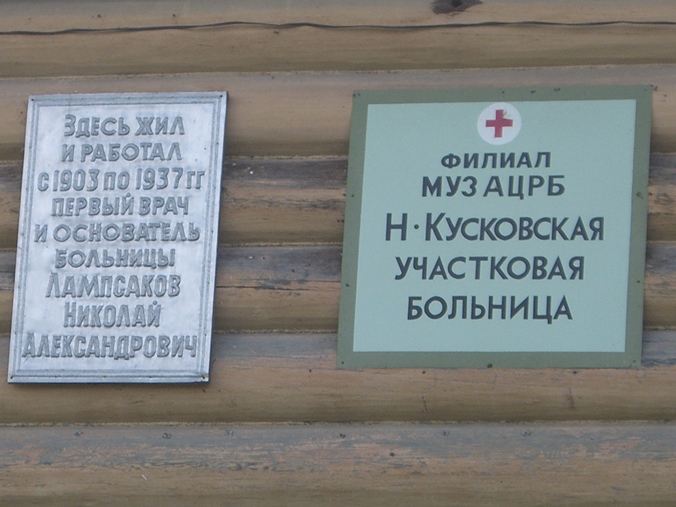 Здесь жил
и работал
с 1903 по 1937 гг
первый врач
и основатель
больницы
Лампсаков
Николай
Александрович
ФИЛИАЛ
МУЗ АЦРБ
Н·КУСКОВСКАЯ
УЧАСТКОВАЯ
БОЛЬНИЦА